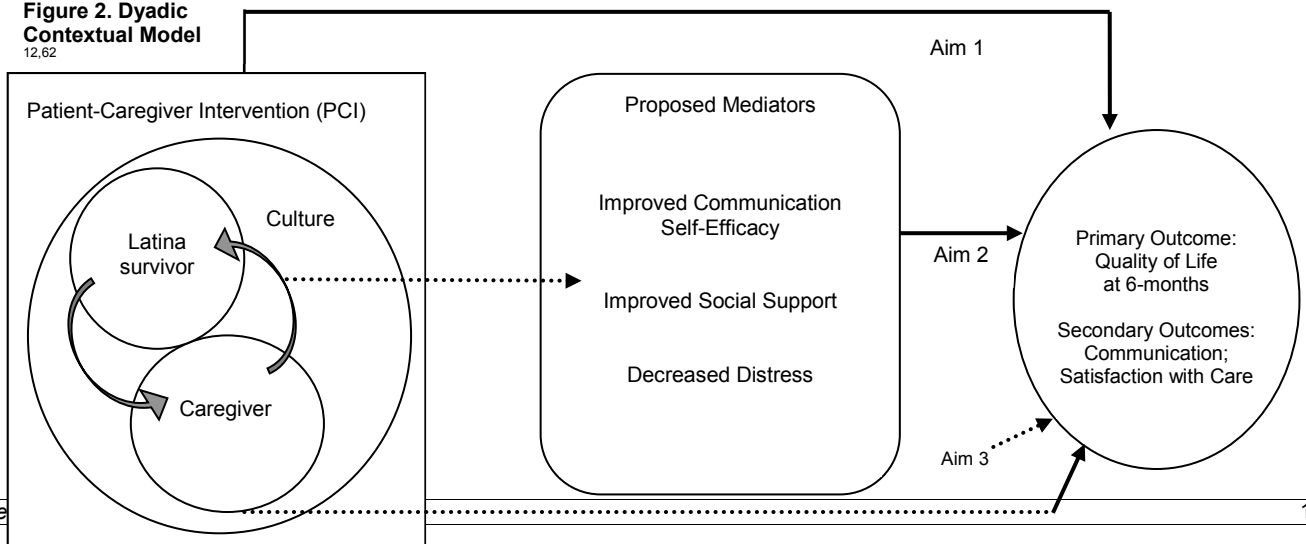 Figure 2. Dyadic
Contextual Model
12,62
Aim 1
Patient-Caregiver Intervention (PCI)
Proposed Mediators
Culture
Latina
survivor
Improved Communication
Self-Efficacy
Aim 2
Primary Outcome:
Quality of Life
at 6-months
Improved Social Support
Secondary Outcomes:
Communication;
Satisfaction with Care
Decreased Distress
Caregiver
Aim 3